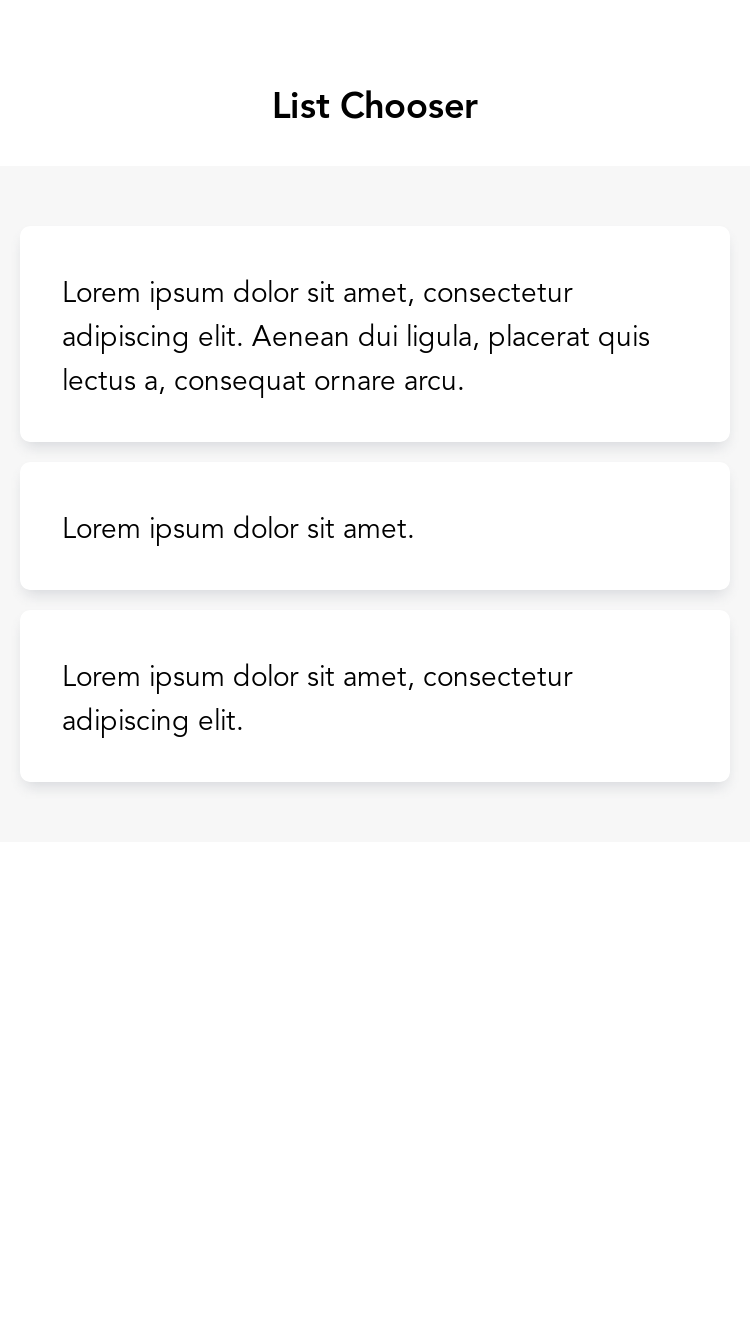 List Chooser
Lorem ipsum dolor sit amet, consectetur
adipiscing elit. Aenean dui ligula, placerat quis
lectus a, consequat ornare arcu.
Lorem ipsum dolor sit amet.
Lorem ipsum dolor sit amet, consectetur
adipiscing elit.